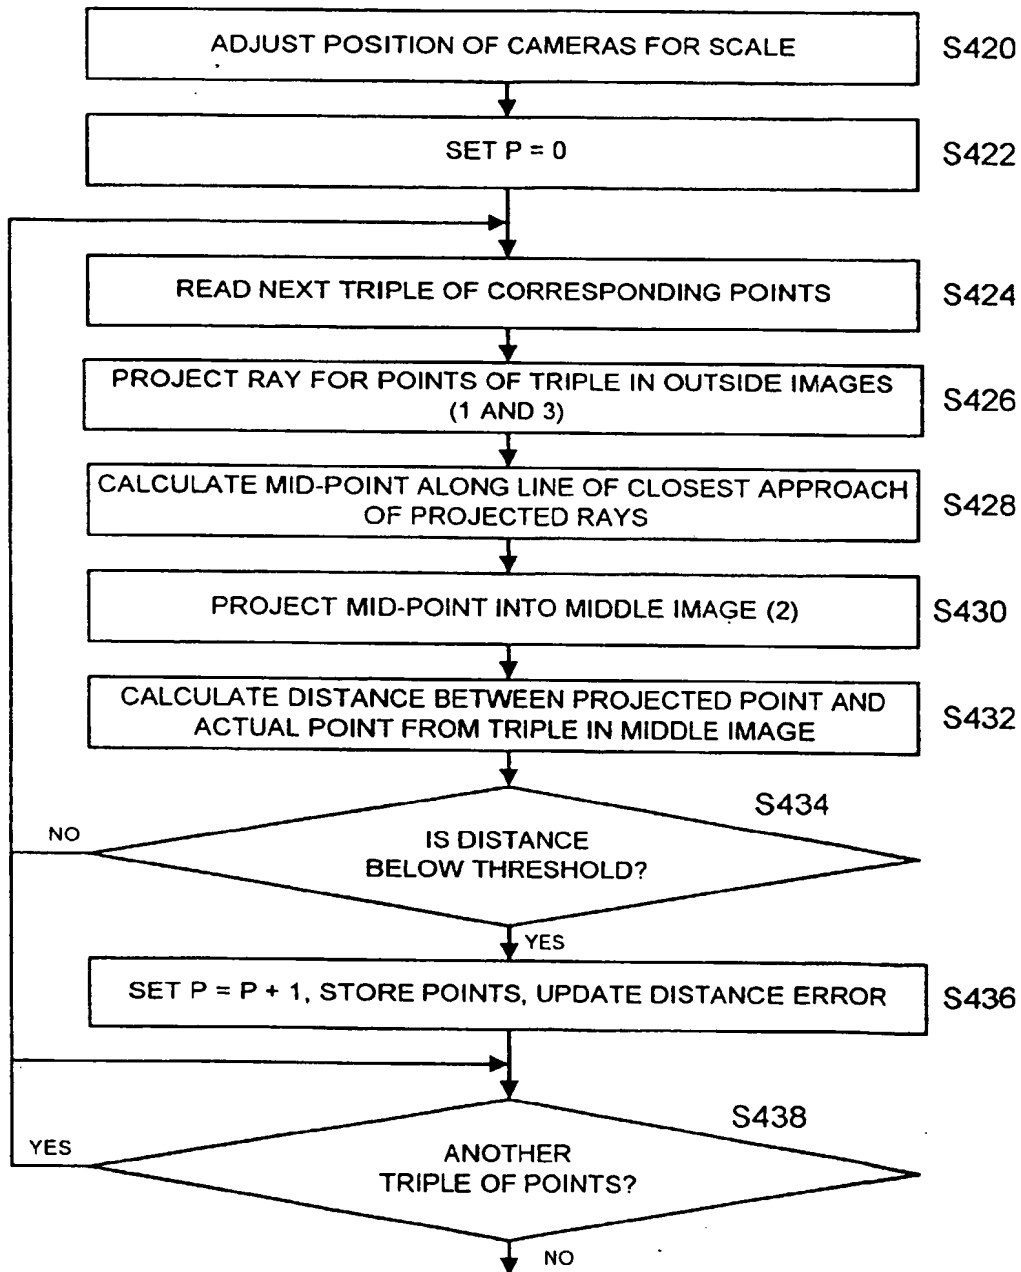 ADJUST POSITION OF CAMERAS FOR SCALE
S420
SET P = 0
S422
READ NEXT TRIPLE OF CORRESPONDING POINTS
S424
PROJECT RAY FOR POINTS OF TRIPLE IN OUTSIDE IMAGES
(1 AND 3)
S426
CALCULATE MID-POINT ALONG LINE OF CLOSEST APPROACH
OF PROJECTED RAYS
S428
PROJECT MID-POINT INTO MIDDLE IMAGE (2)
S430
CALCULATE DISTANCE BETWEEN PROJECTED POINT AND
ACTUAL POINT FROM TRIPLE IN MIDDLE IMAGE
S432
S434
NO
IS DISTANCE
BELOW THRESHOLD?
YES
SET P = P + 1, STORE POINTS, UPDATE DISTANCE ERROR
S436
S438
YES
ANOTHER
TRIPLE OF POINTS?
NO